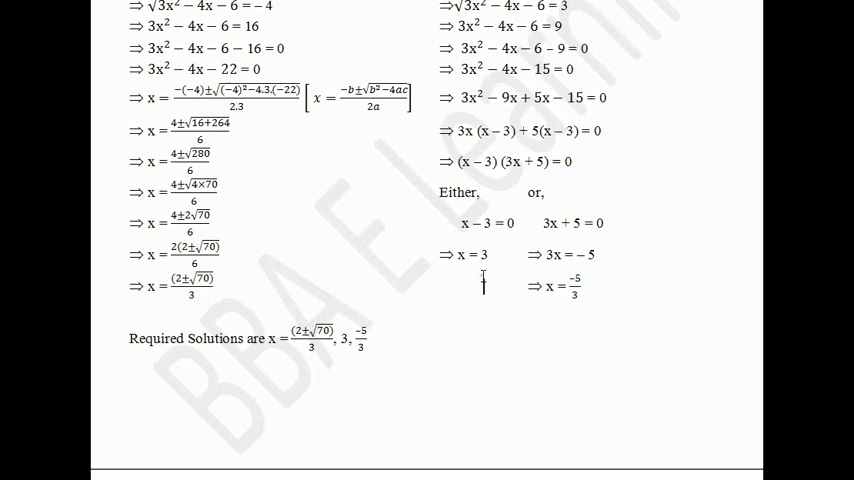 ⇒ √3x² − 4x − 6 = − 4
⇒ 3x² − 4x − 6 = 16
⇒ 3x² − 4x − 6 − 16 = 0
⇒ 3x² − 4x − 22 = 0
⇒ x = (−(−4)±√((−4)²−4.3.(−22)))/2.3 [ x = (−b±√(b²−4ac))/2a ]
⇒ x = (4±√(16+264))/6
⇒ x = (4±√280)/6
⇒ x = (4±√(4×70))/6
⇒ x = (4±2√70)/6
⇒ x = 2(2±√70)/6
⇒ x = (2±√70)/3
⇒√3x² − 4x − 6 = 3
⇒ 3x² − 4x − 6 = 9
⇒ 3x² − 4x − 6 – 9 = 0
⇒ 3x² − 4x − 15 = 0
⇒ 3x² − 9x + 5x − 15 = 0
⇒ 3x (x – 3) + 5(x – 3) = 0
⇒ (x – 3) (3x + 5) = 0
Either, or,
x – 3 = 0 3x + 5 = 0
⇒ x = 3 ⇒ 3x = – 5
⇒ x = −5/3
Required Solutions are x = (2±√70)/3, 3, −5/3
BBA E Learni